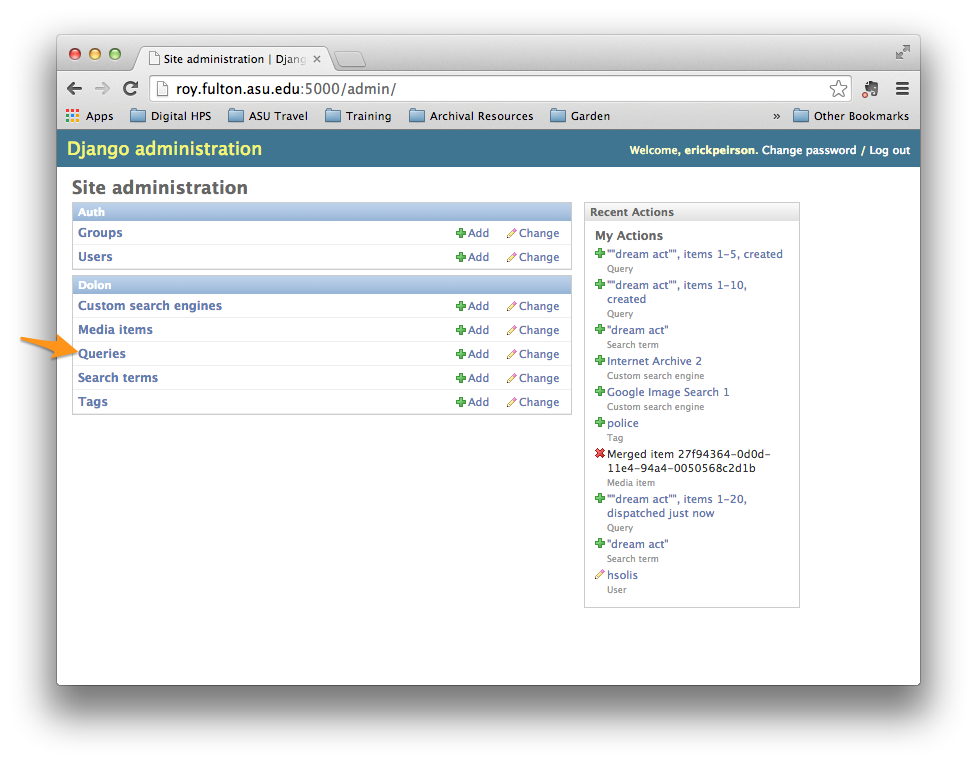 Site administration | Djang
roy.fulton.asu.edu:5000/admin/
Apps Digital HPS ASU Travel Training Archival Resources Garden » Other Bookmarks
Django administration Welcome, erickpeirson. Change password / Log out
Site administration
Auth
Groups Add Change
Users Add Change
Dolon
Custom search engines Add Change
Media items Add Change
Queries Add Change
Search terms Add Change
Tags Add Change
Recent Actions
My Actions
""dream act"", items 1-5, created
Query
""dream act"", items 1-10,
created
Query
"dream act"
Search term
Internet Archive 2
Custom search engine
Google Image Search 1
Custom search engine
police
Tag
Merged item 27f94364-0d0d-
11e4-94a4-0050568c2d1b
Media item
""dream act"", items 1-20,
dispatched just now
Query
"dream act"
Search term
hsolis
User